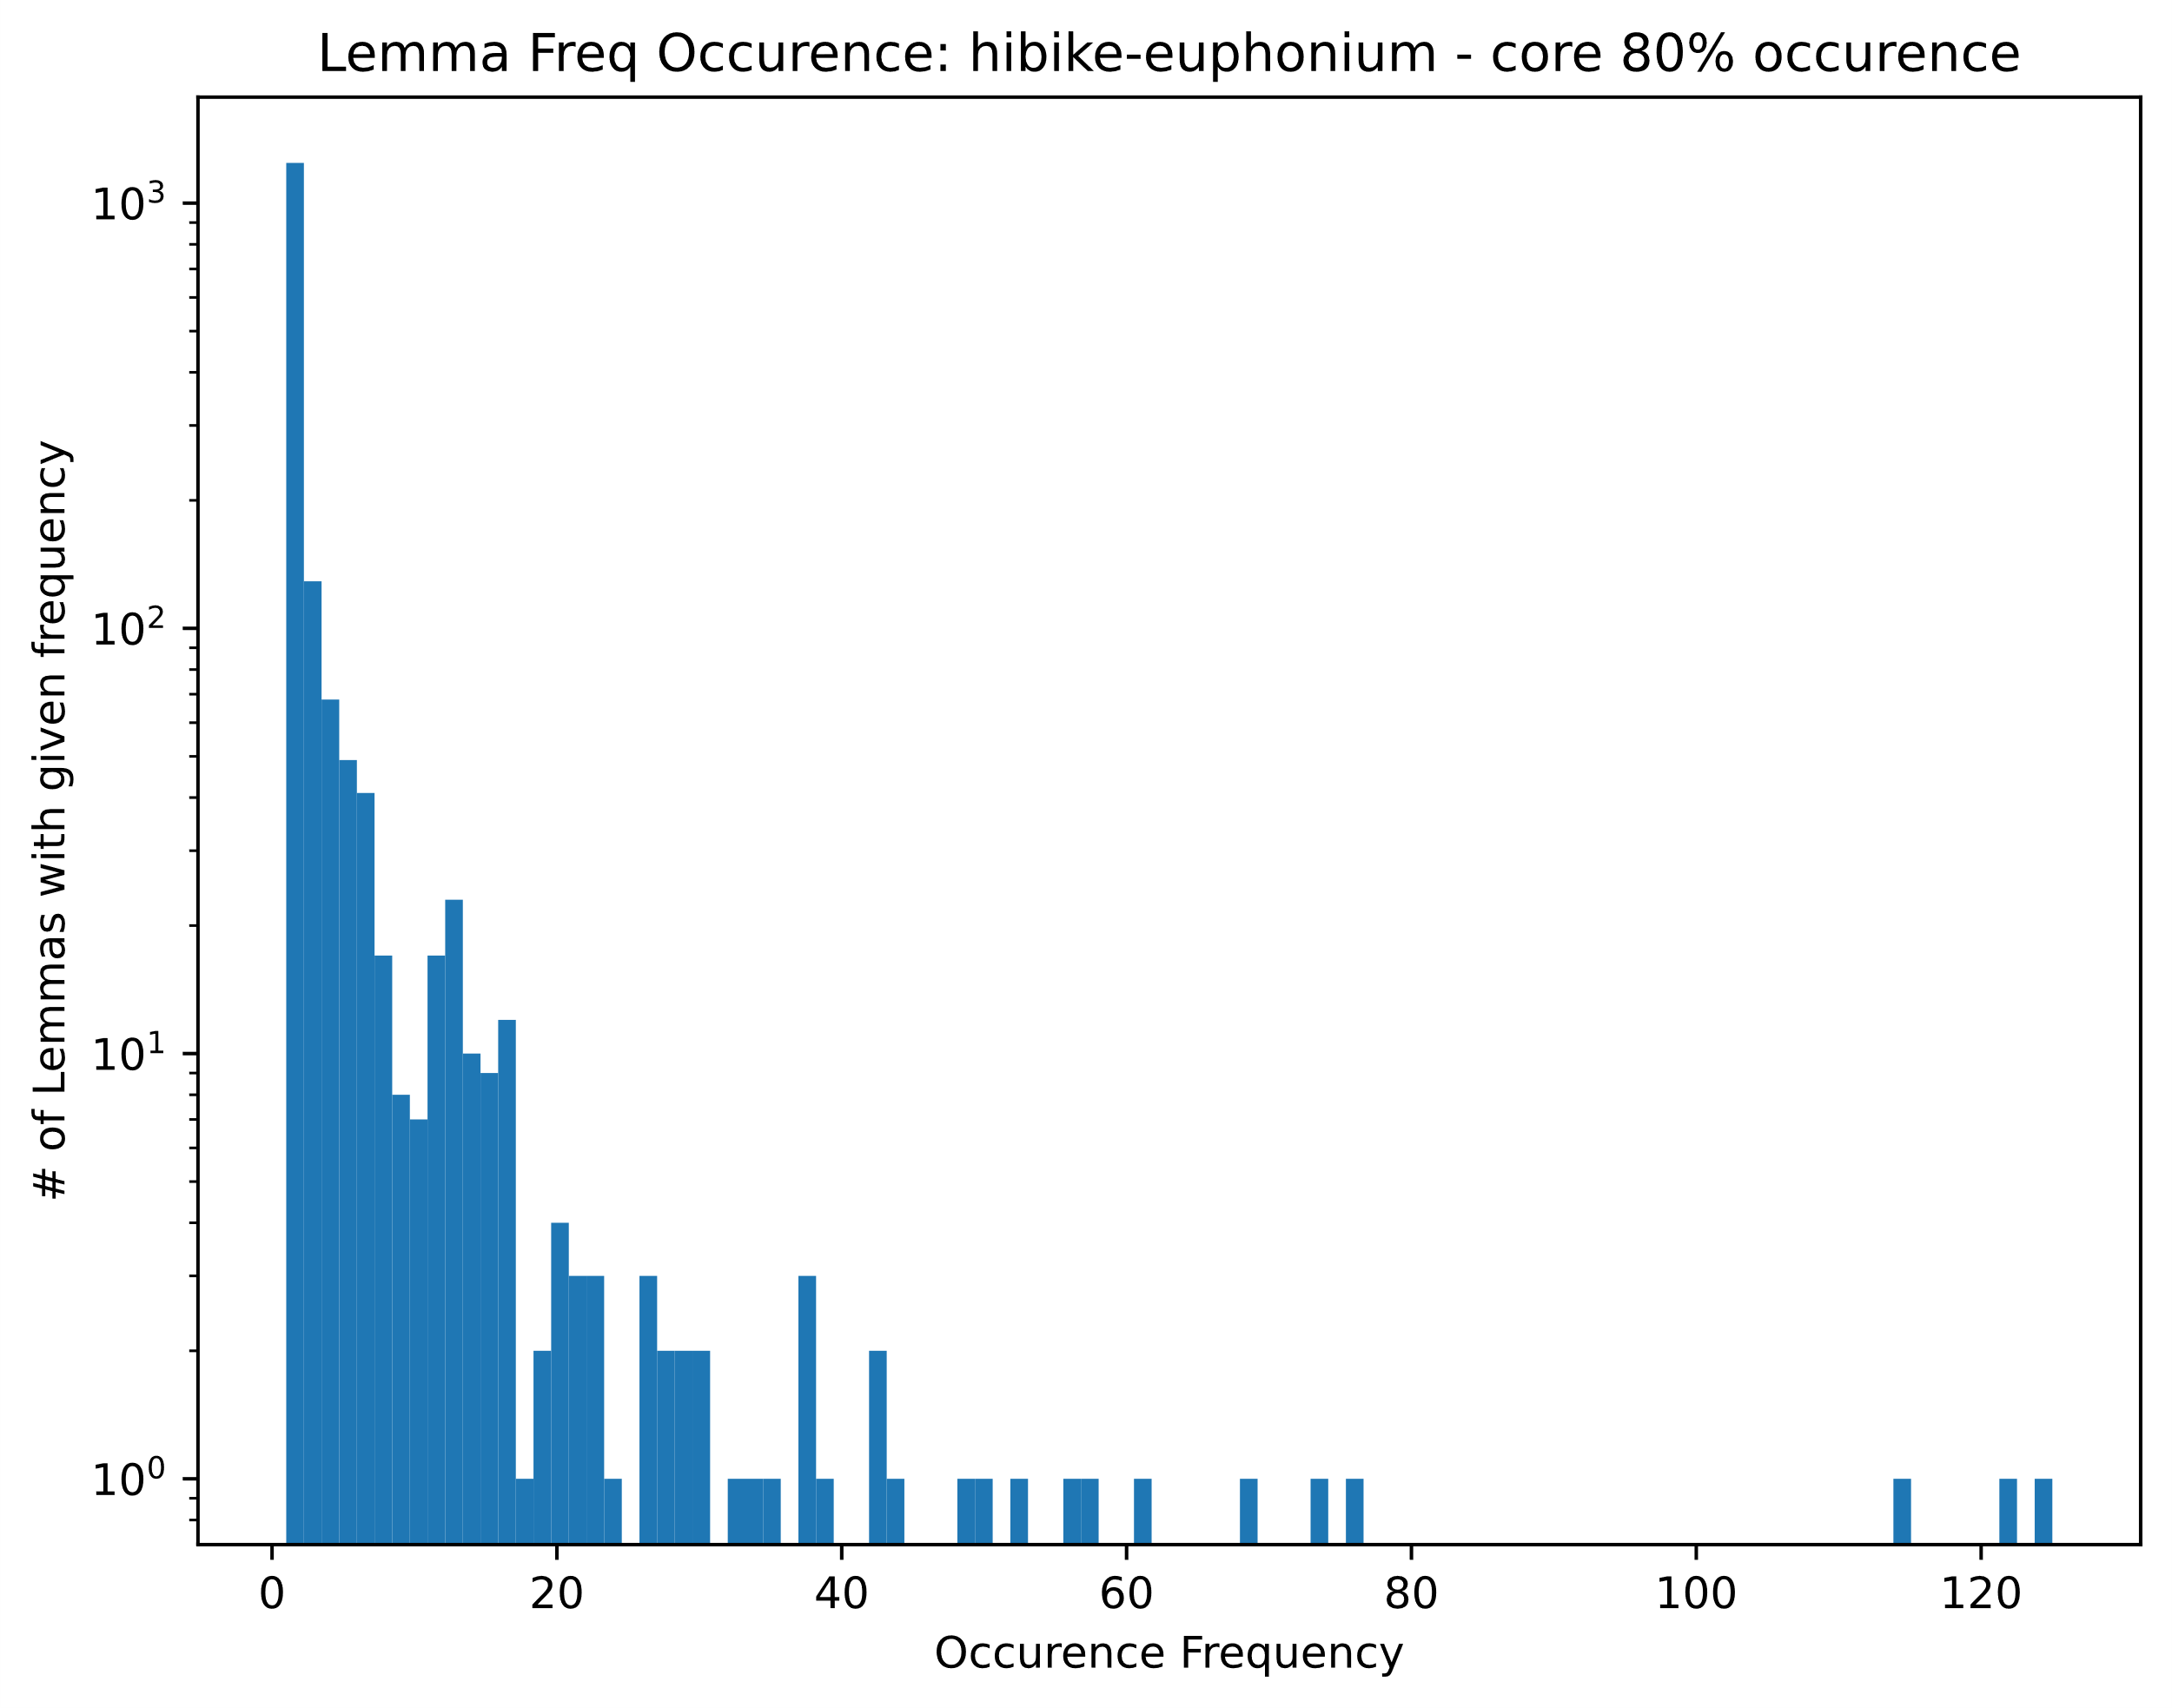 Lemma Freq Occurence: hibike-euphonium - core 80% occurence
# of Lemmas with given frequency
10³
10²
10¹
10⁰
0 20 40 60 80 100 120
Occurence Frequency